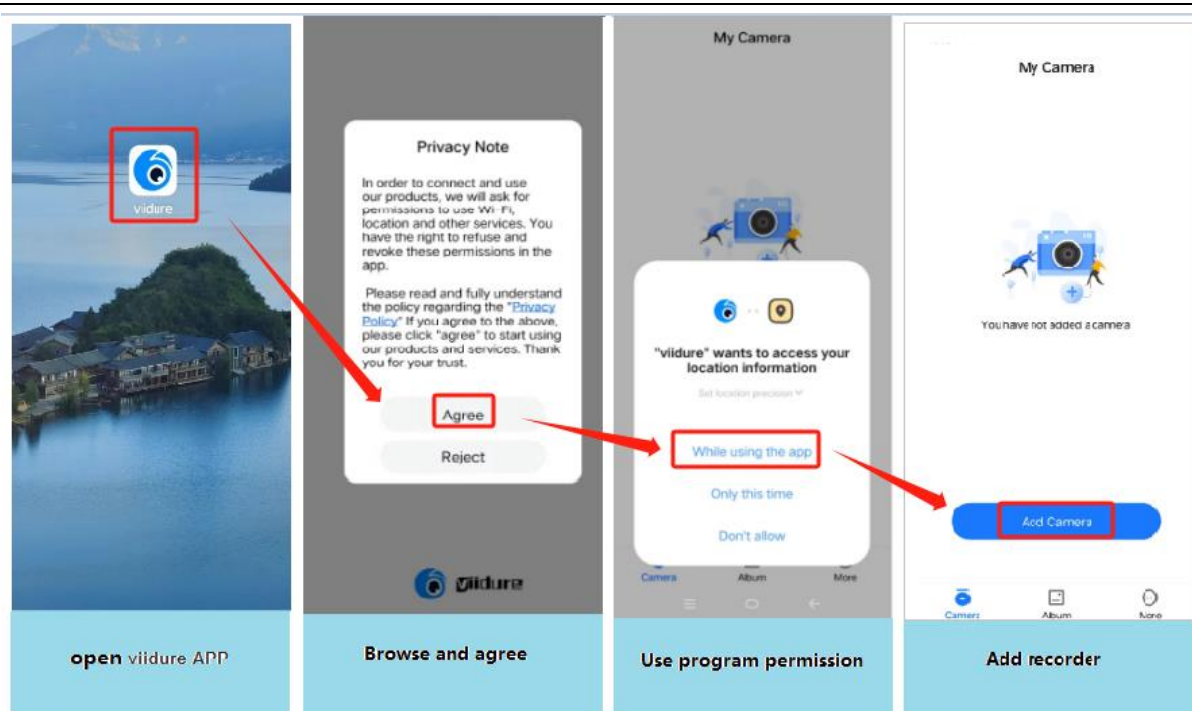 viidure
open viidure APP
Privacy Note
In order to connect and use
our products, we will ask for
permissions to use Wi-Fi,
location and other services. You
have the right to refuse and
revoke these permissions in the
app.
Please read and fully understand
the policy regarding the "Privacy
Policy" If you agree to the above,
please click "agree" to start using
our products and services. Thank
you for your trust.
Agree
Reject
viidure
Browse and agree
My Camera
"viidure" wants to access your
location information
Set location precision
While using the app
Only this time
Don't allow
Camera Album More
Use program permission
My Camera
You have not added a camera
Add Camera
Camera Album
Add recorder